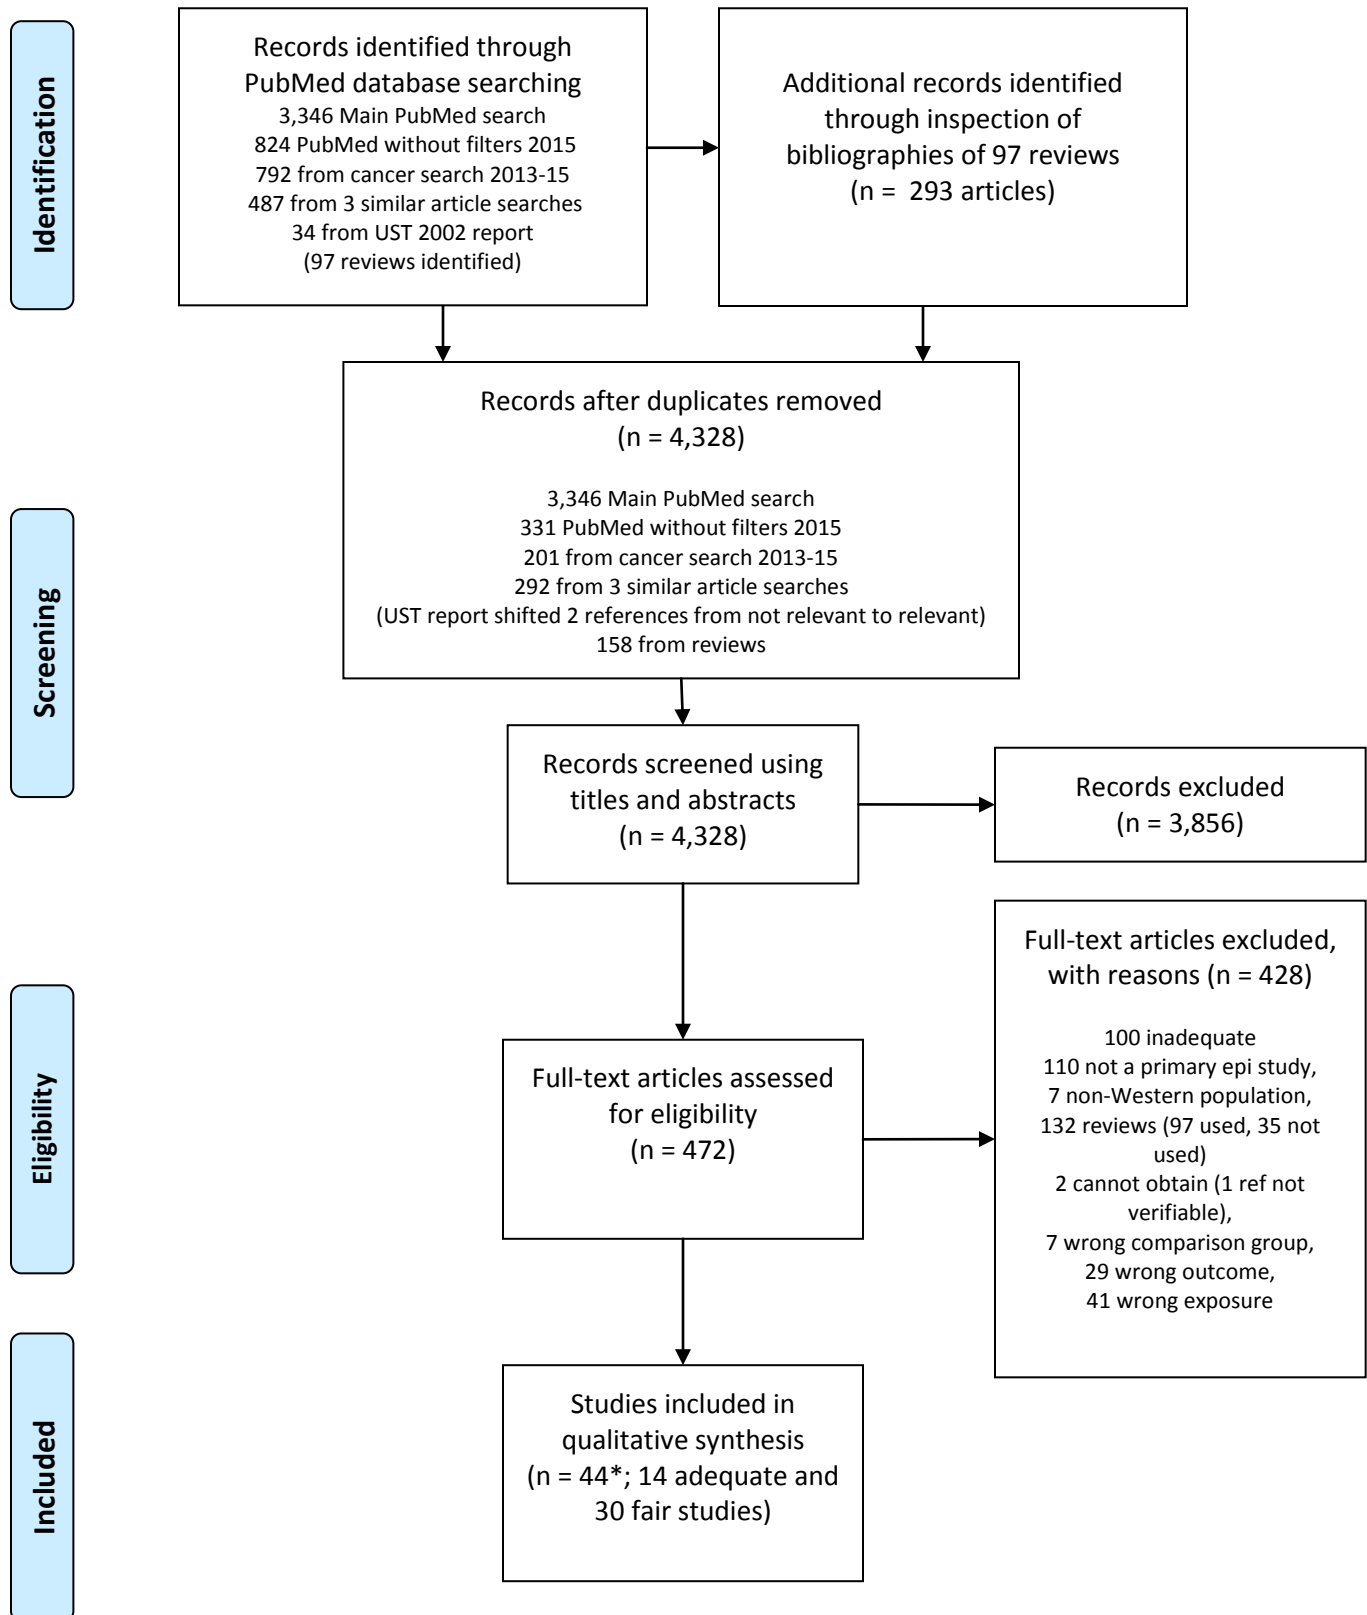 Identification
Records identified through
PubMed database searching
3,346 Main PubMed search
824 PubMed without filters 2015
792 from cancer search 2013-15
487 from 3 similar article searches
34 from UST 2002 report
(97 reviews identified)
Additional records identified
through inspection of
bibliographies of 97 reviews
(n = 293 articles)
Screening
Records after duplicates removed
(n = 4,328)
3,346 Main PubMed search
331 PubMed without filters 2015
201 from cancer search 2013-15
292 from 3 similar article searches
(UST report shifted 2 references from not relevant to relevant)
158 from reviews
Records screened using
titles and abstracts
(n = 4,328)
Records excluded
(n = 3,856)
Eligibility
Full-text articles assessed
for eligibility
(n = 472)
Full-text articles excluded,
with reasons (n = 428)
100 inadequate
110 not a primary epi study,
7 non-Western population,
132 reviews (97 used, 35 not
used)
2 cannot obtain (1 ref not
verifiable),
7 wrong comparison group,
29 wrong outcome,
41 wrong exposure
Included
Studies included in
qualitative synthesis
(n = 44*; 14 adequate and
30 fair studies)